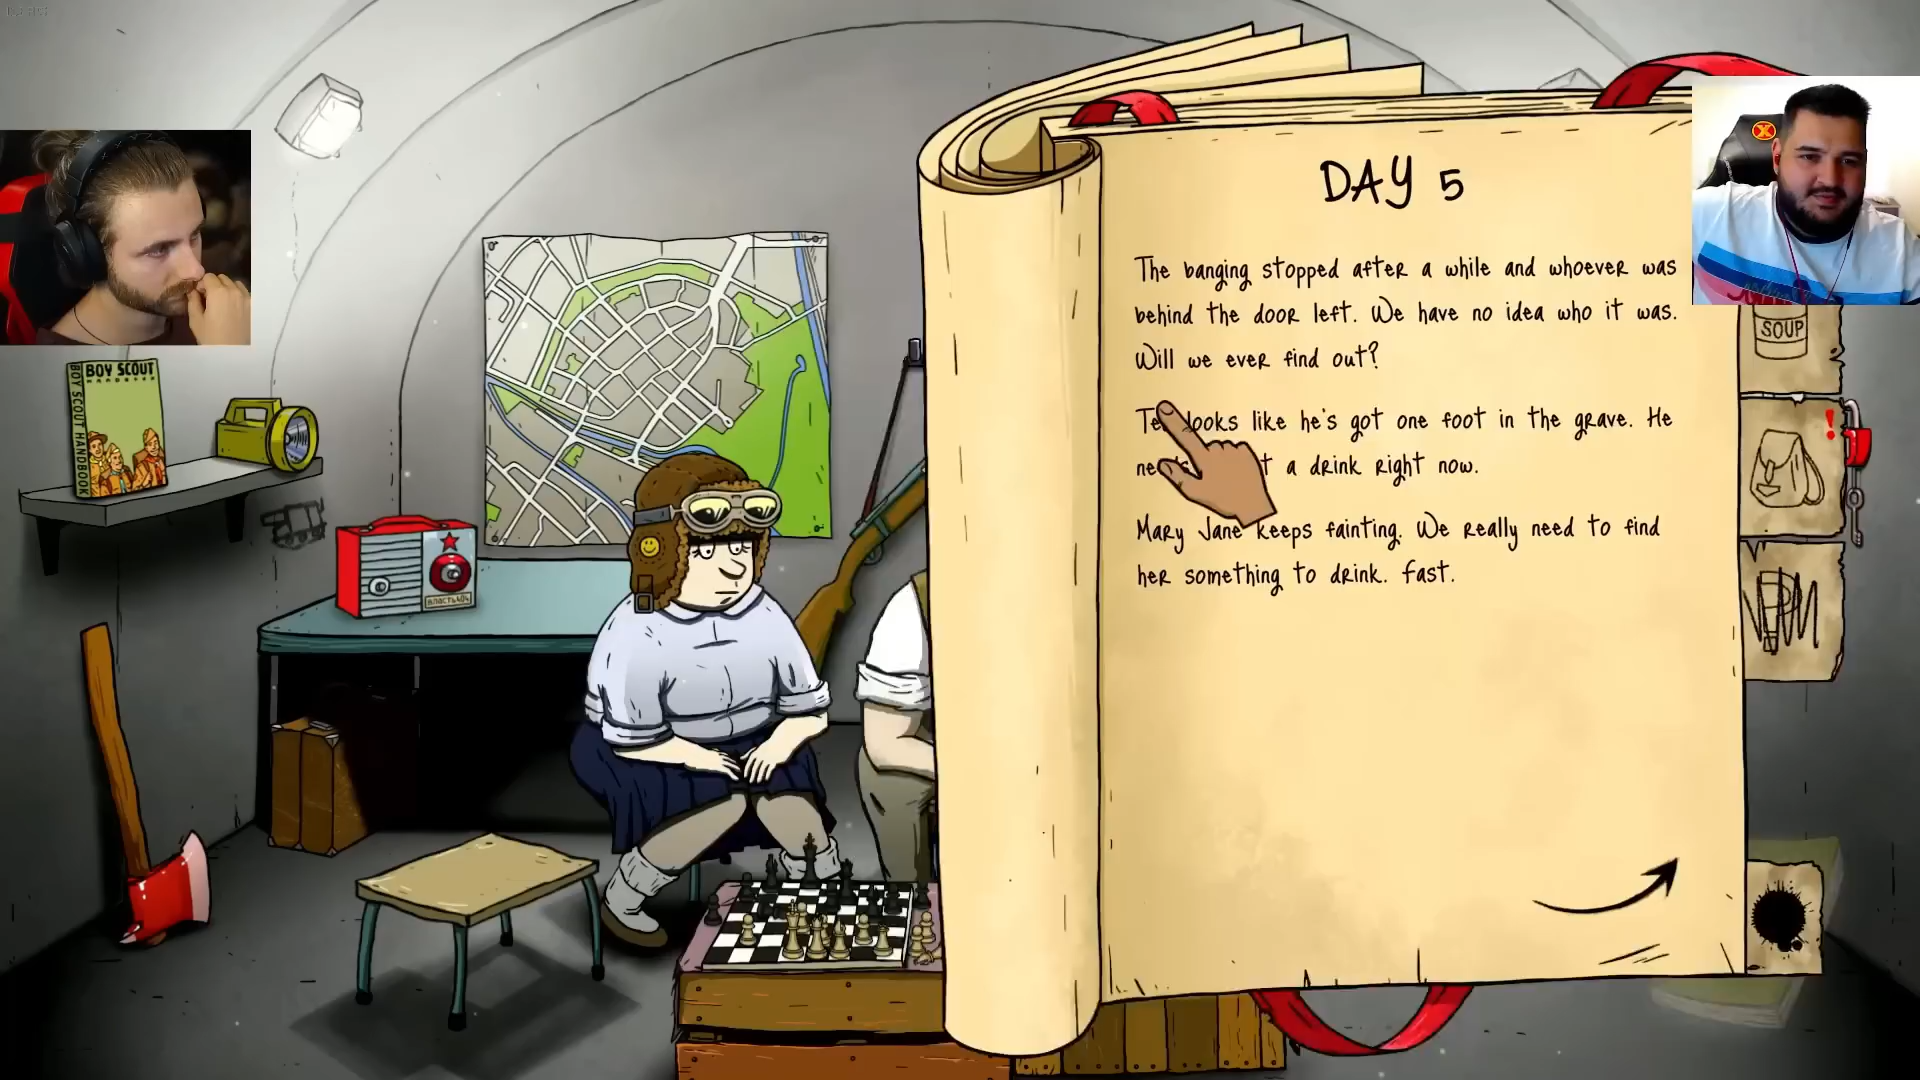 DAY 5
The banging stopped after a while and whoever was
behind the door left. We have no idea who it was.
Will we ever find out?
looks like he's got one foot in the grave. He
a drink right now.
Mary Jane keeps fainting. We really need to find
her something to drink. Fast.
SOUP
BOY SCOUT
BOY SCOUT HANDBOOK